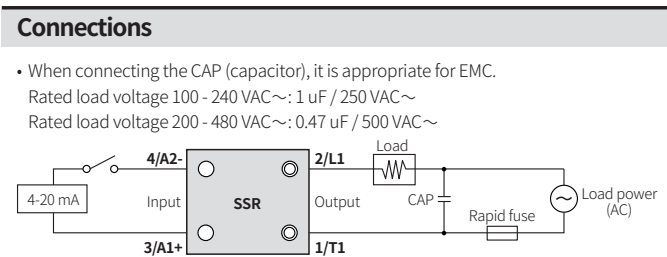 Connections
• When connecting the CAP (capacitor), it is appropriate for EMC.
Rated load voltage 100 - 240 VAC～: 1 uF / 250 VAC～
Rated load voltage 200 - 480 VAC～: 0.47 uF / 500 VAC～
4/A2-
2/L1
Load
4-20 mA
Input
SSR
Output
CAP
Rapid fuse
Load power
(AC)
3/A1+
1/T1